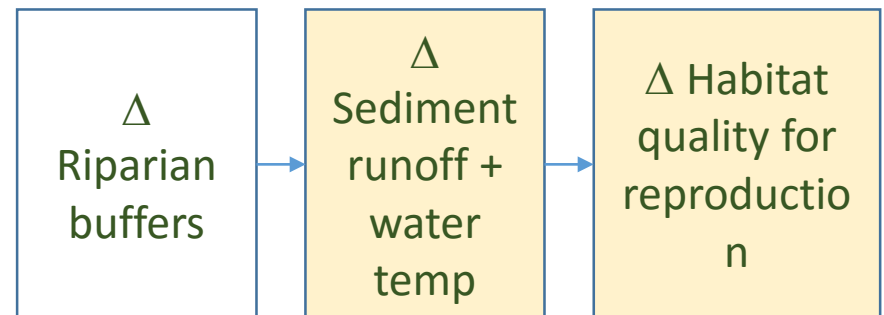 Δ
Riparian
buffers
Δ
Sediment
runoff +
water
temp
Δ Habitat
quality for
reproductio
n